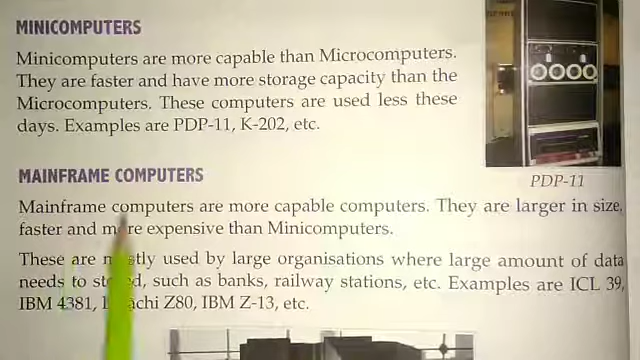 MINICOMPUTERS
Minicomputers are more capable than Microcomputers.
They are faster and have more storage capacity than the
Microcomputers. These computers are used less these
days. Examples are PDP-11, K-202, etc.
PDP-11
MAINFRAME COMPUTERS
Mainframe computers are more capable computers. They are larger in size,
faster and more expensive than Minicomputers.
These are mostly used by large organisations where large amount of data
needs to stored, such as banks, railway stations, etc. Examples are ICL 39,
IBM 4381, Z80, IBM Z-13, etc.